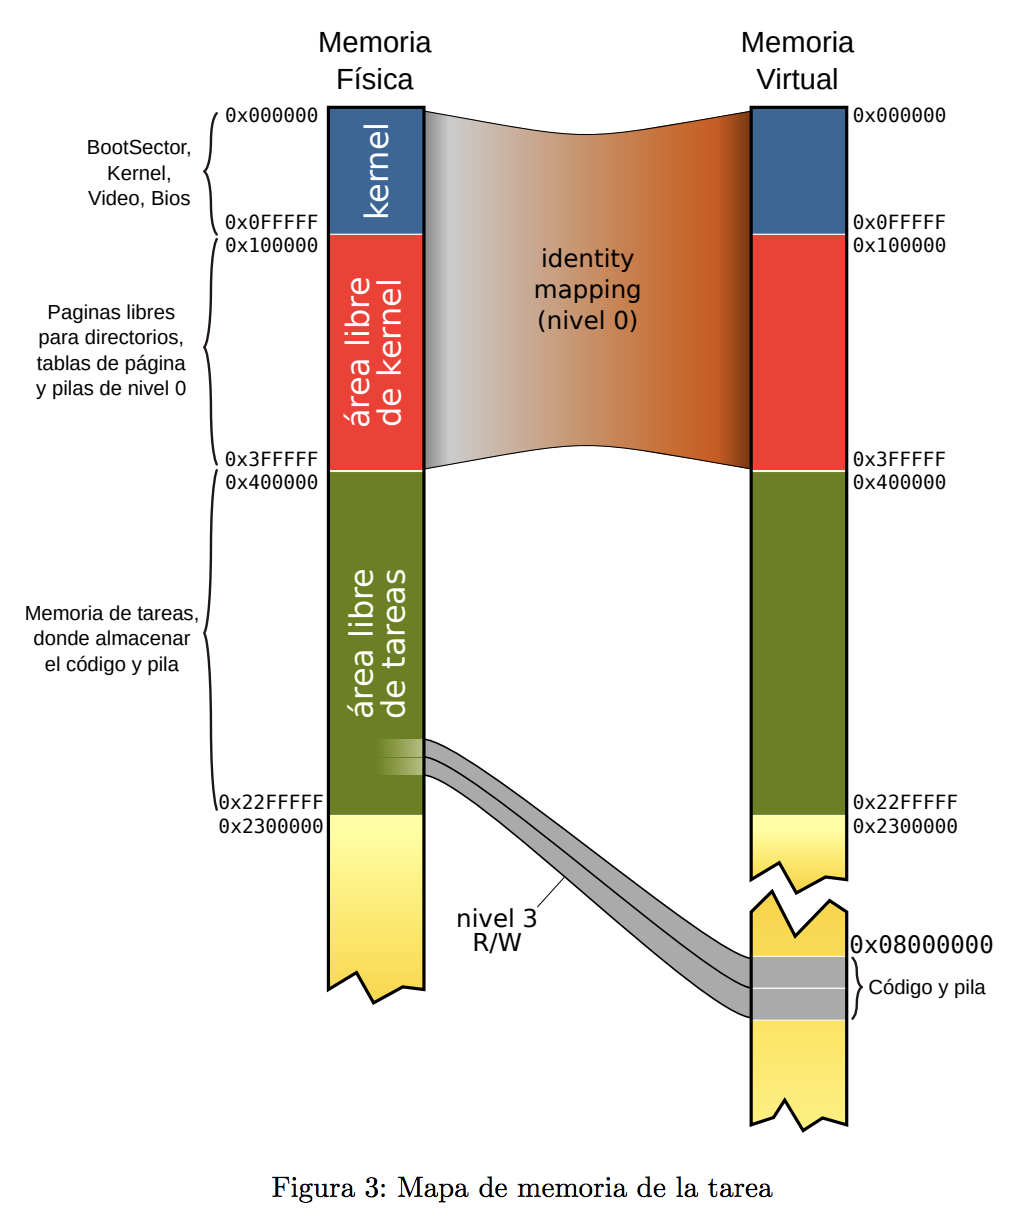 Memoria
Física
Memoria
Virtual
0x000000
0x000000
BootSector,
Kernel,
Video, Bios
kernel
0x0FFFFF
0x0FFFFF
0x100000
0x100000
identity
mapping
(nivel 0)
Paginas libres
para directorios,
tablas de página
y pilas de nivel 0
área libre
de kernel
0x3FFFFF
0x3FFFFF
0x400000
0x400000
Memoria de tareas,
donde almacenar
el código y pila
área libre
de tareas
0x22FFFFF
0x22FFFFF
0x2300000
0x2300000
nivel 3
R/W
0x08000000
Código y pila
Figura 3: Mapa de memoria de la tarea